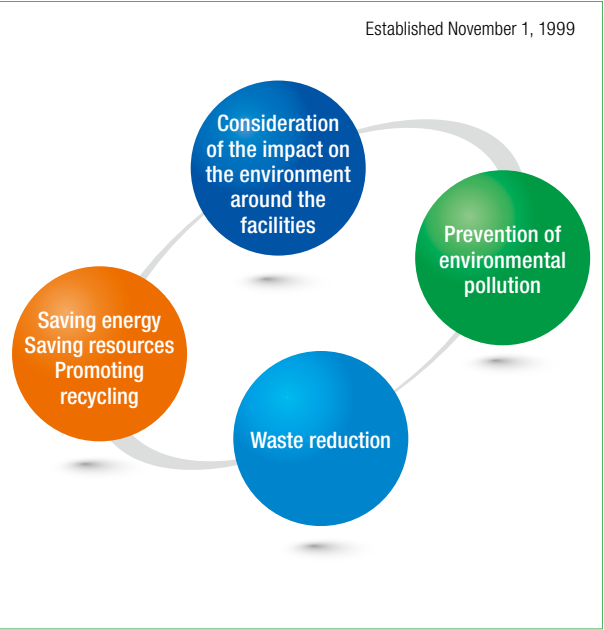 Established November 1, 1999
Consideration
of the impact on
the environment
around the
facilities
Prevention of
environmental
pollution
Saving energy
Saving resources
Promoting
recycling
Waste reduction